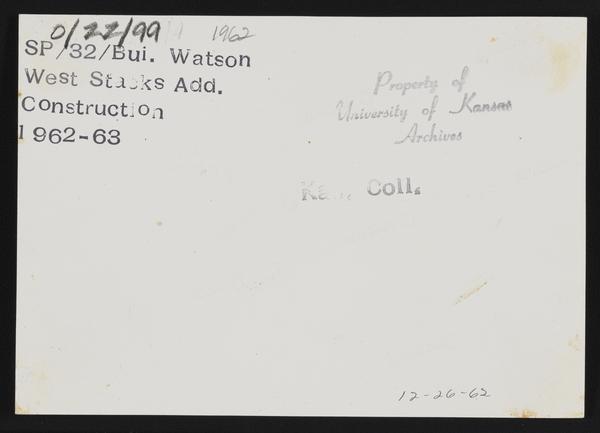 0/22/99 1962
SP/32/Bui. Watson
West Stacks Add.
Construction
1962-63
Property of
University of Kansas
Archives
Coll.
12-26-62